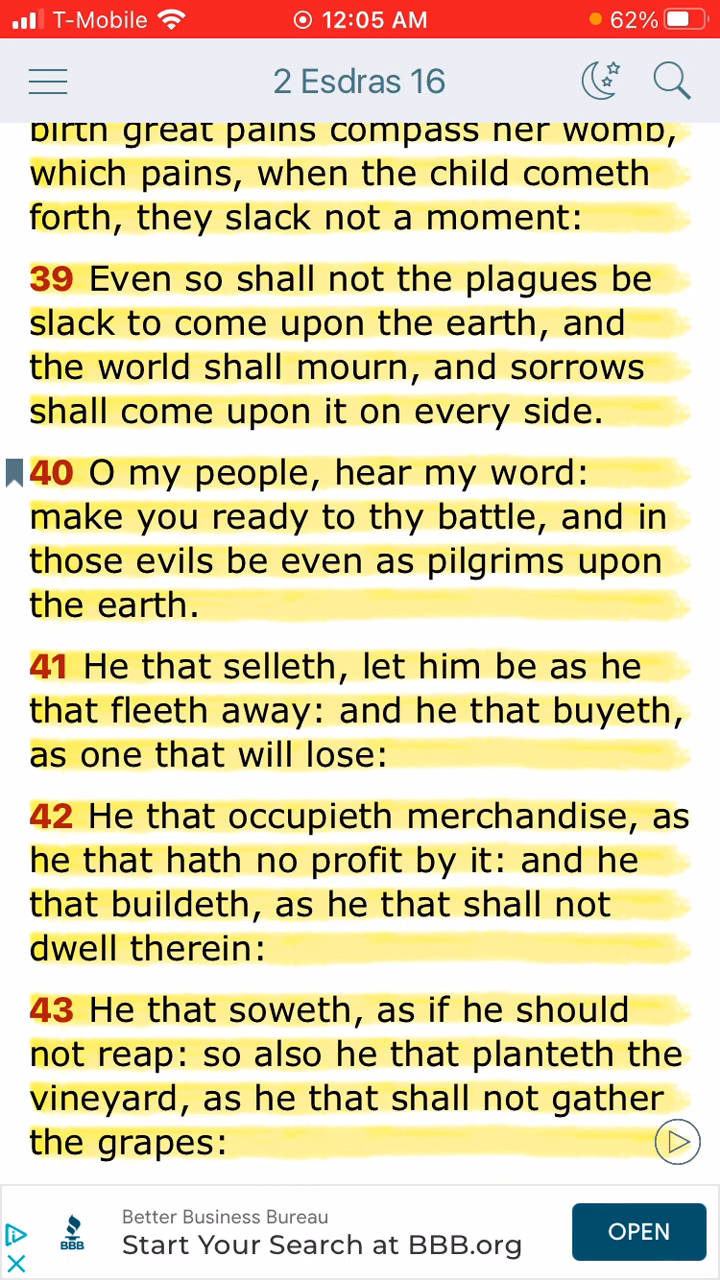 T-Mobile 12:05 AM 62%
2 Esdras 16
birth great pains compass her womb,
which pains, when the child cometh
forth, they slack not a moment:
39 Even so shall not the plagues be
slack to come upon the earth, and
the world shall mourn, and sorrows
shall come upon it on every side.
40 O my people, hear my word:
make you ready to thy battle, and in
those evils be even as pilgrims upon
the earth.
41 He that selleth, let him be as he
that fleeth away: and he that buyeth,
as one that will lose:
42 He that occupieth merchandise, as
he that hath no profit by it: and he
that buildeth, as he that shall not
dwell therein:
43 He that soweth, as if he should
not reap: so also he that planteth the
vineyard, as he that shall not gather
the grapes:
Better Business Bureau
BBB
Start Your Search at BBB.org
OPEN